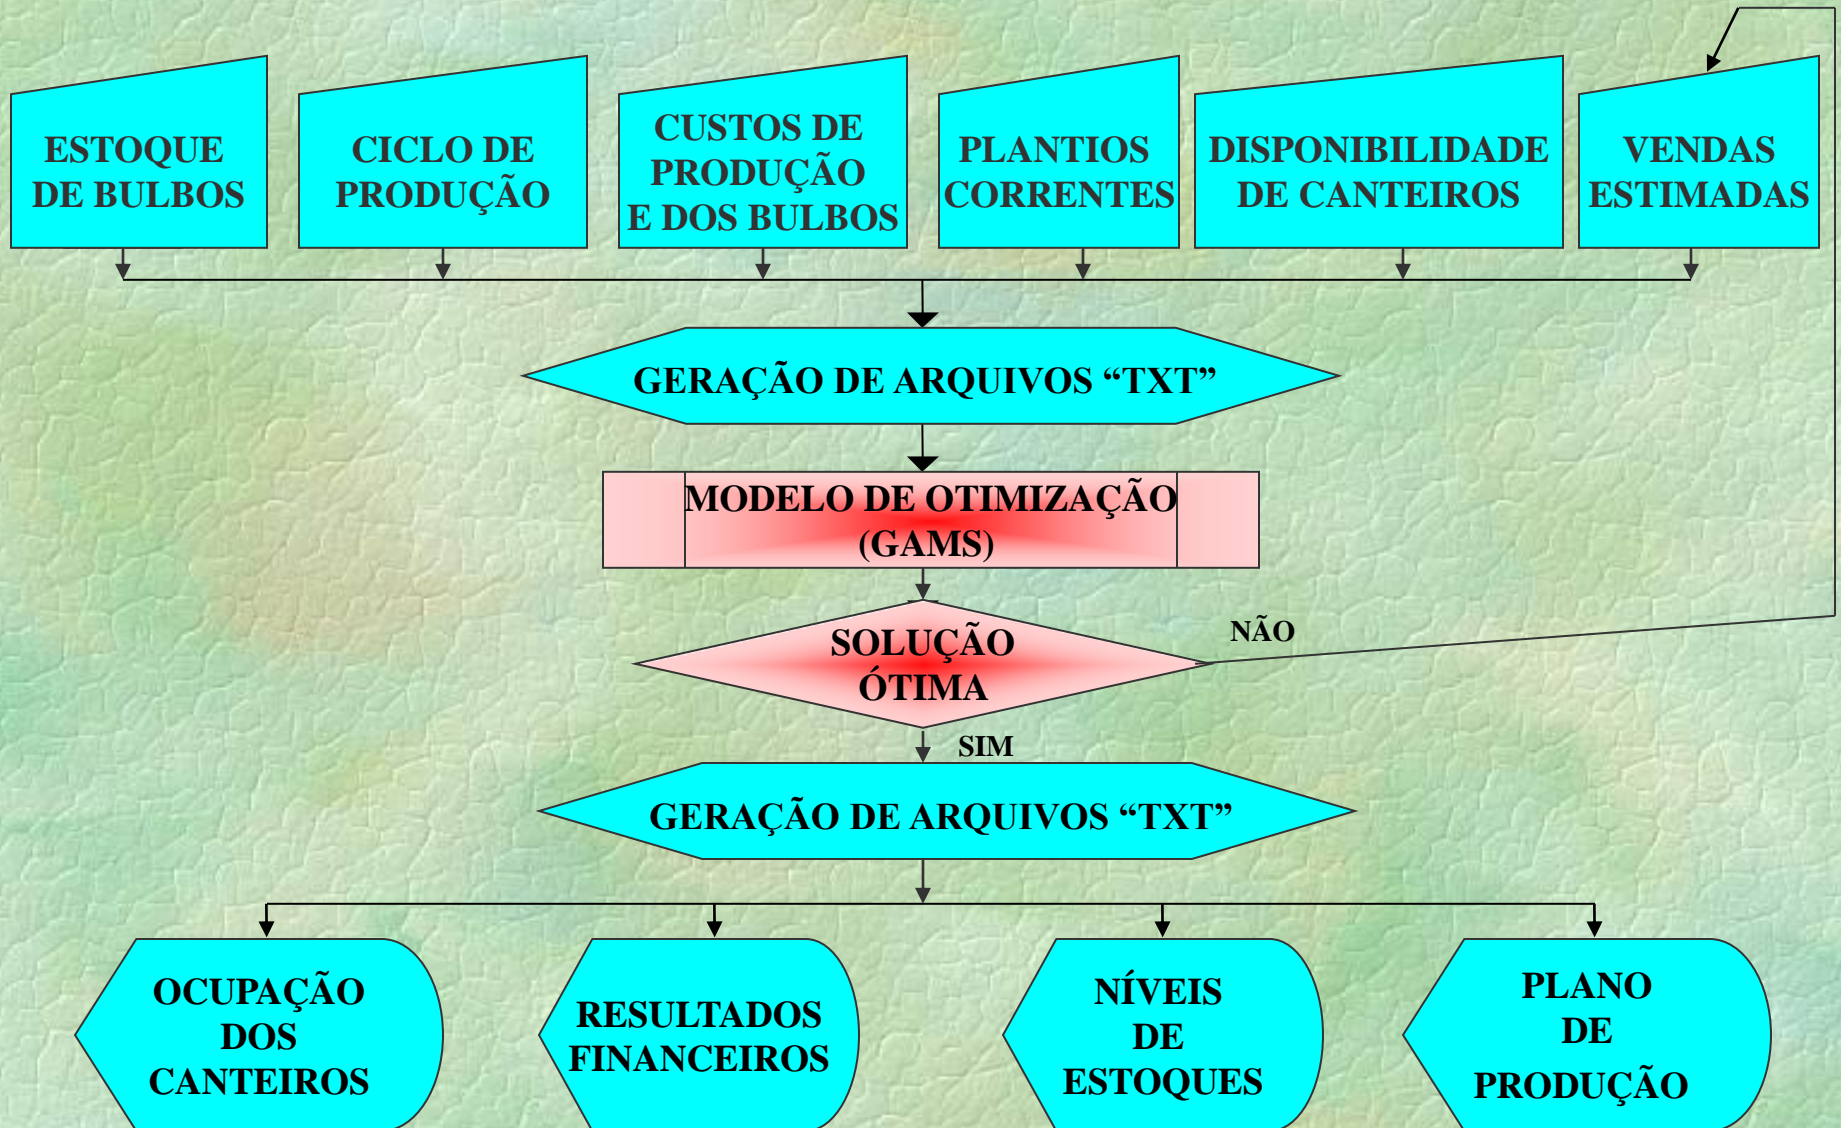 ESTOQUE
DE BULBOS
CICLO DE
PRODUÇÃO
CUSTOS DE
PRODUÇÃO
E DOS BULBOS
PLANTIOS
CORRENTES
DISPONIBILIDADE
DE CANTEIROS
VENDAS
ESTIMADAS
GERAÇÃO DE ARQUIVOS “TXT”
MODELO DE OTIMIZAÇÃO
(GAMS)
SOLUÇÃO
ÓTIMA
NÃO
SIM
GERAÇÃO DE ARQUIVOS “TXT”
OCUPAÇÃO
DOS
CANTEIROS
RESULTADOS
FINANCEIROS
NÍVEIS
DE
ESTOQUES
PLANO
DE
PRODUÇÃO